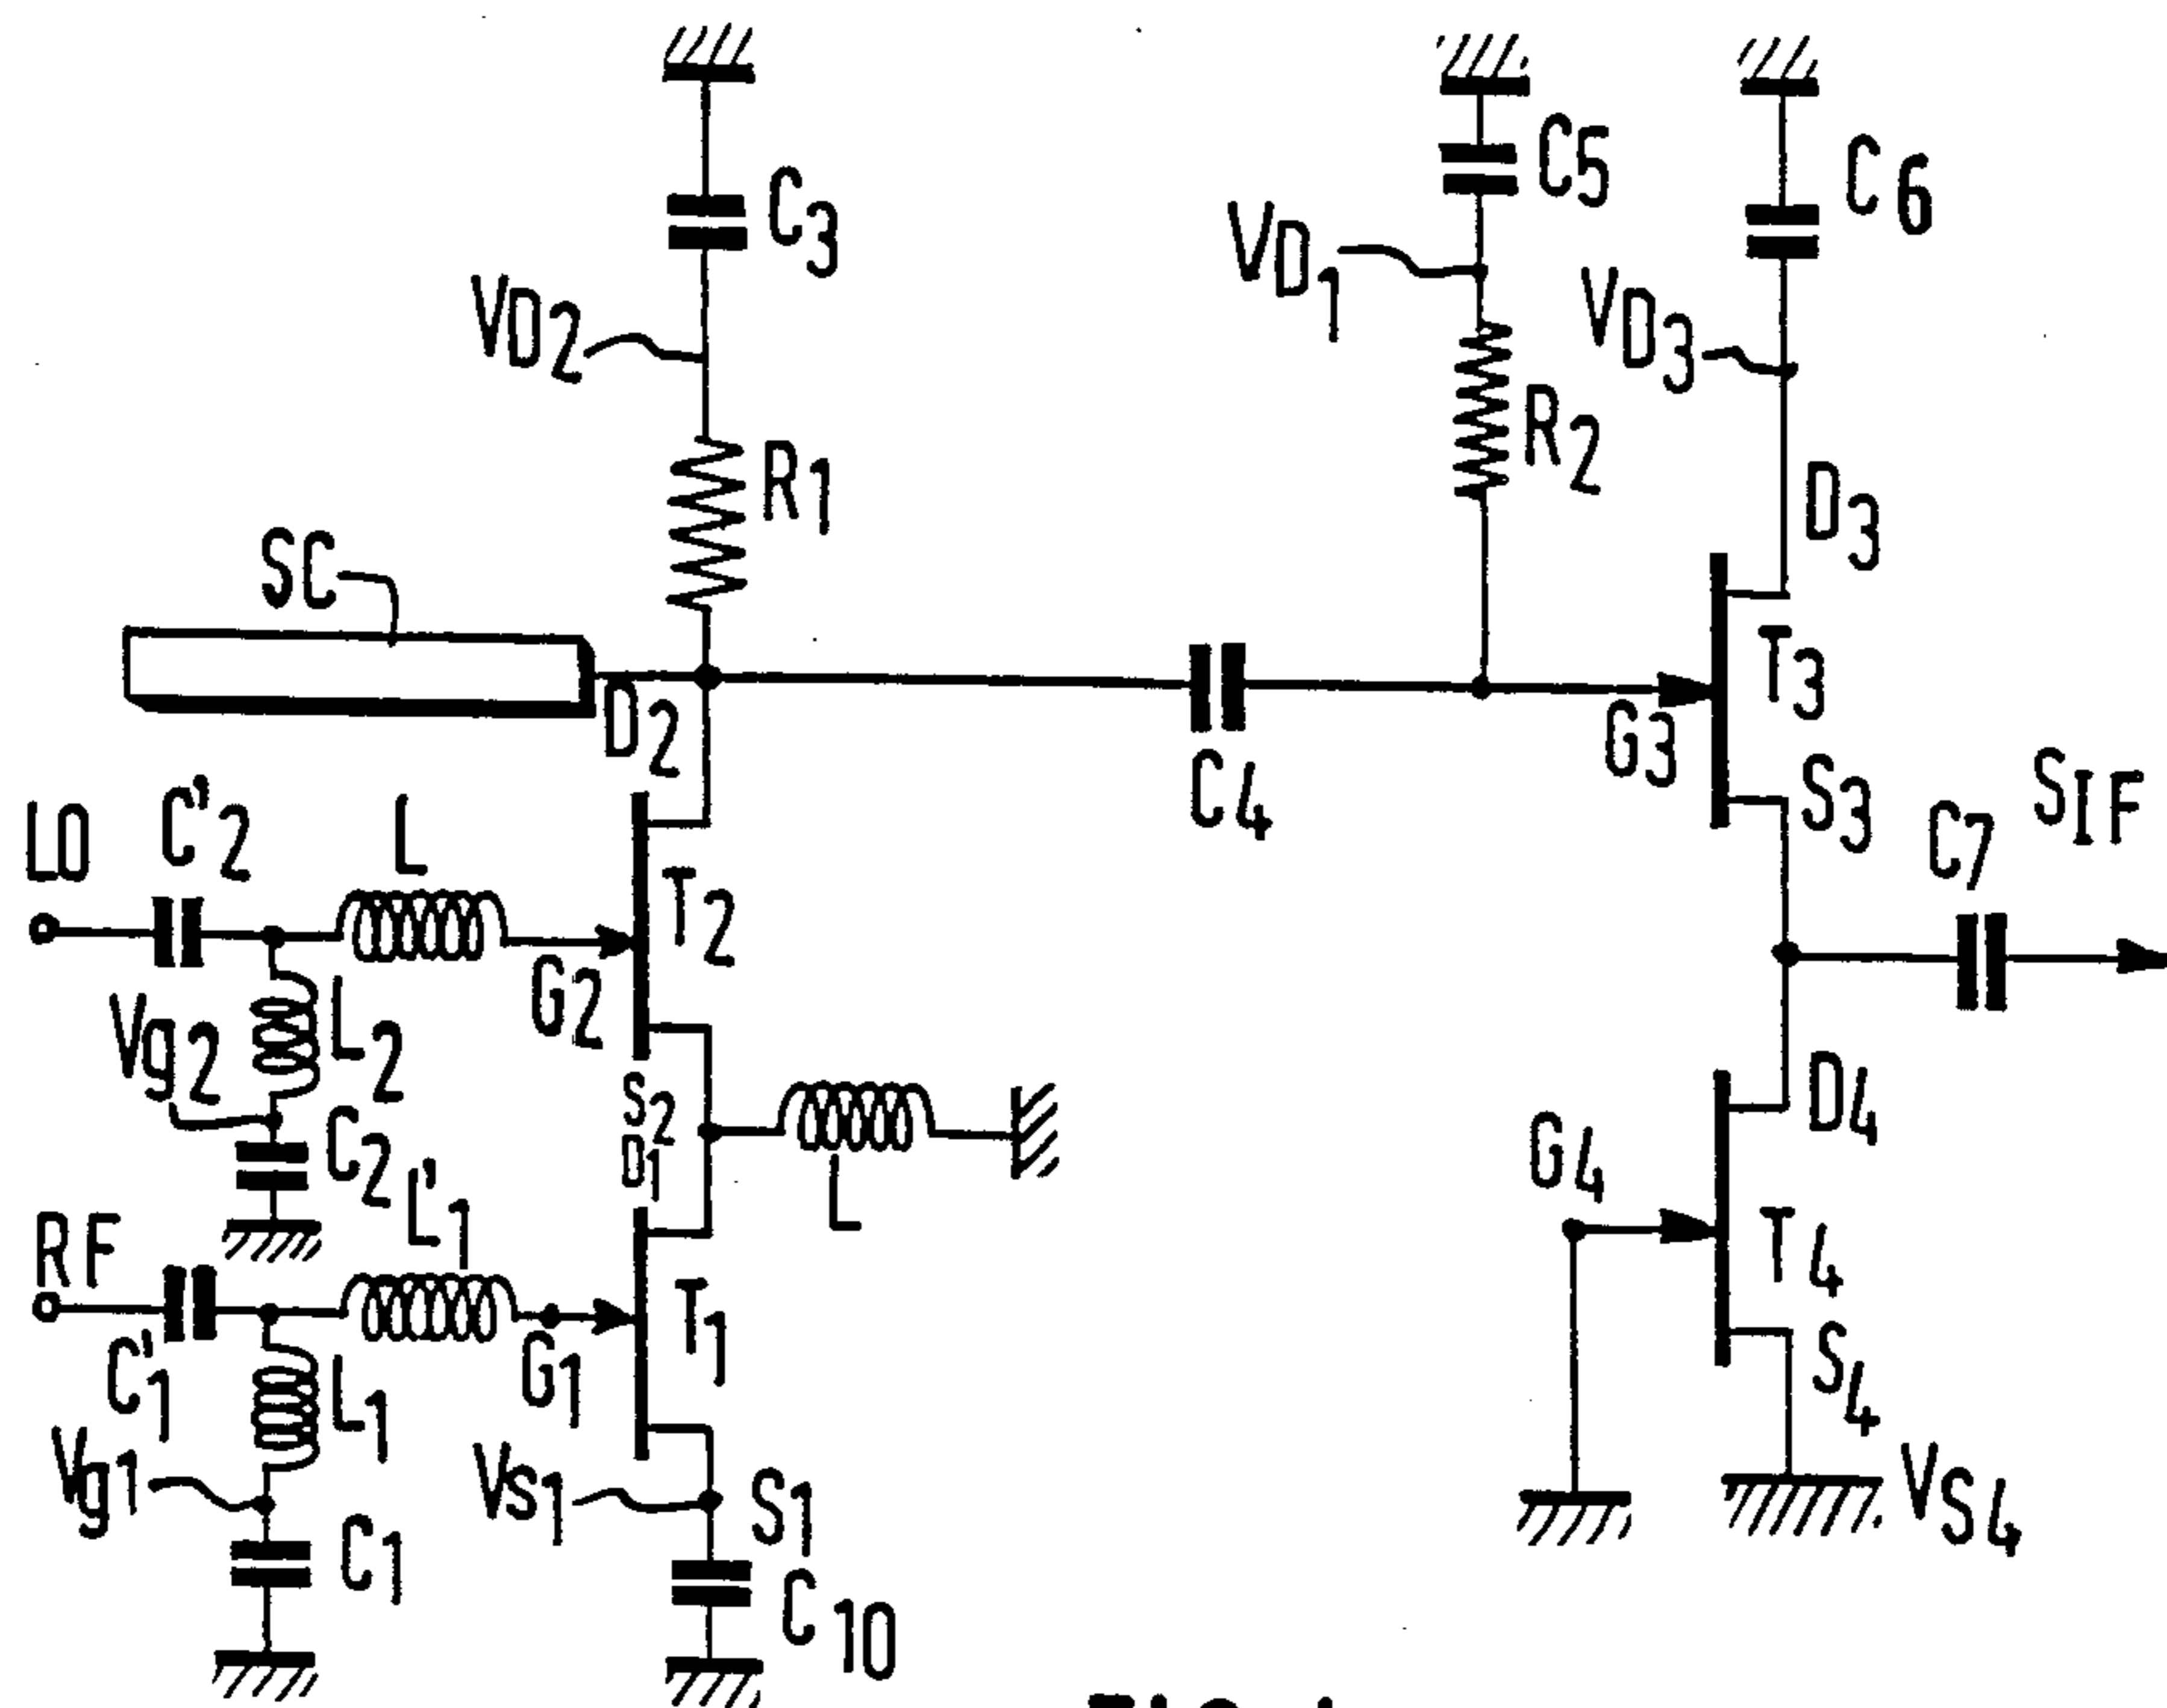 C3
C5
C6
VD1
VD2
VD3
R2
R1
D3
SC
T3
D2
G3
C4
S3
SIF
C7
LO
C'2
L
T2
G2
Vg2
L2
S2
D1
D4
C2
L'1
G4
L
RF
T4
T1
C'1
L1
G1
S4
Vg1
Vs1
S1
VS4
C1
C10